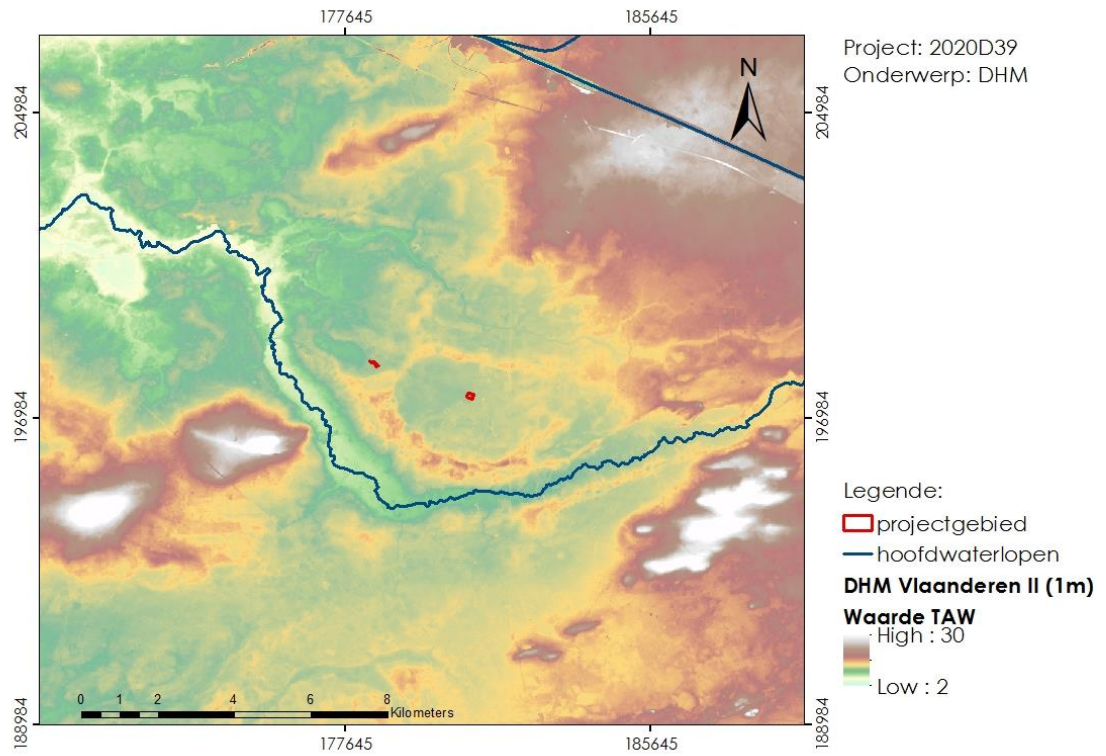 177645
185645
Project: 2020D39
Onderwerp: DHM
N
204984
204984
196984
196984
Legende:
projectgebied
hoofdwaterlopen
DHM Vlaanderen II (1m)
Waarde TAW
High : 30
Low : 2
0 1 2 4 6 8
Kilometers
188984
188984
177645
185645